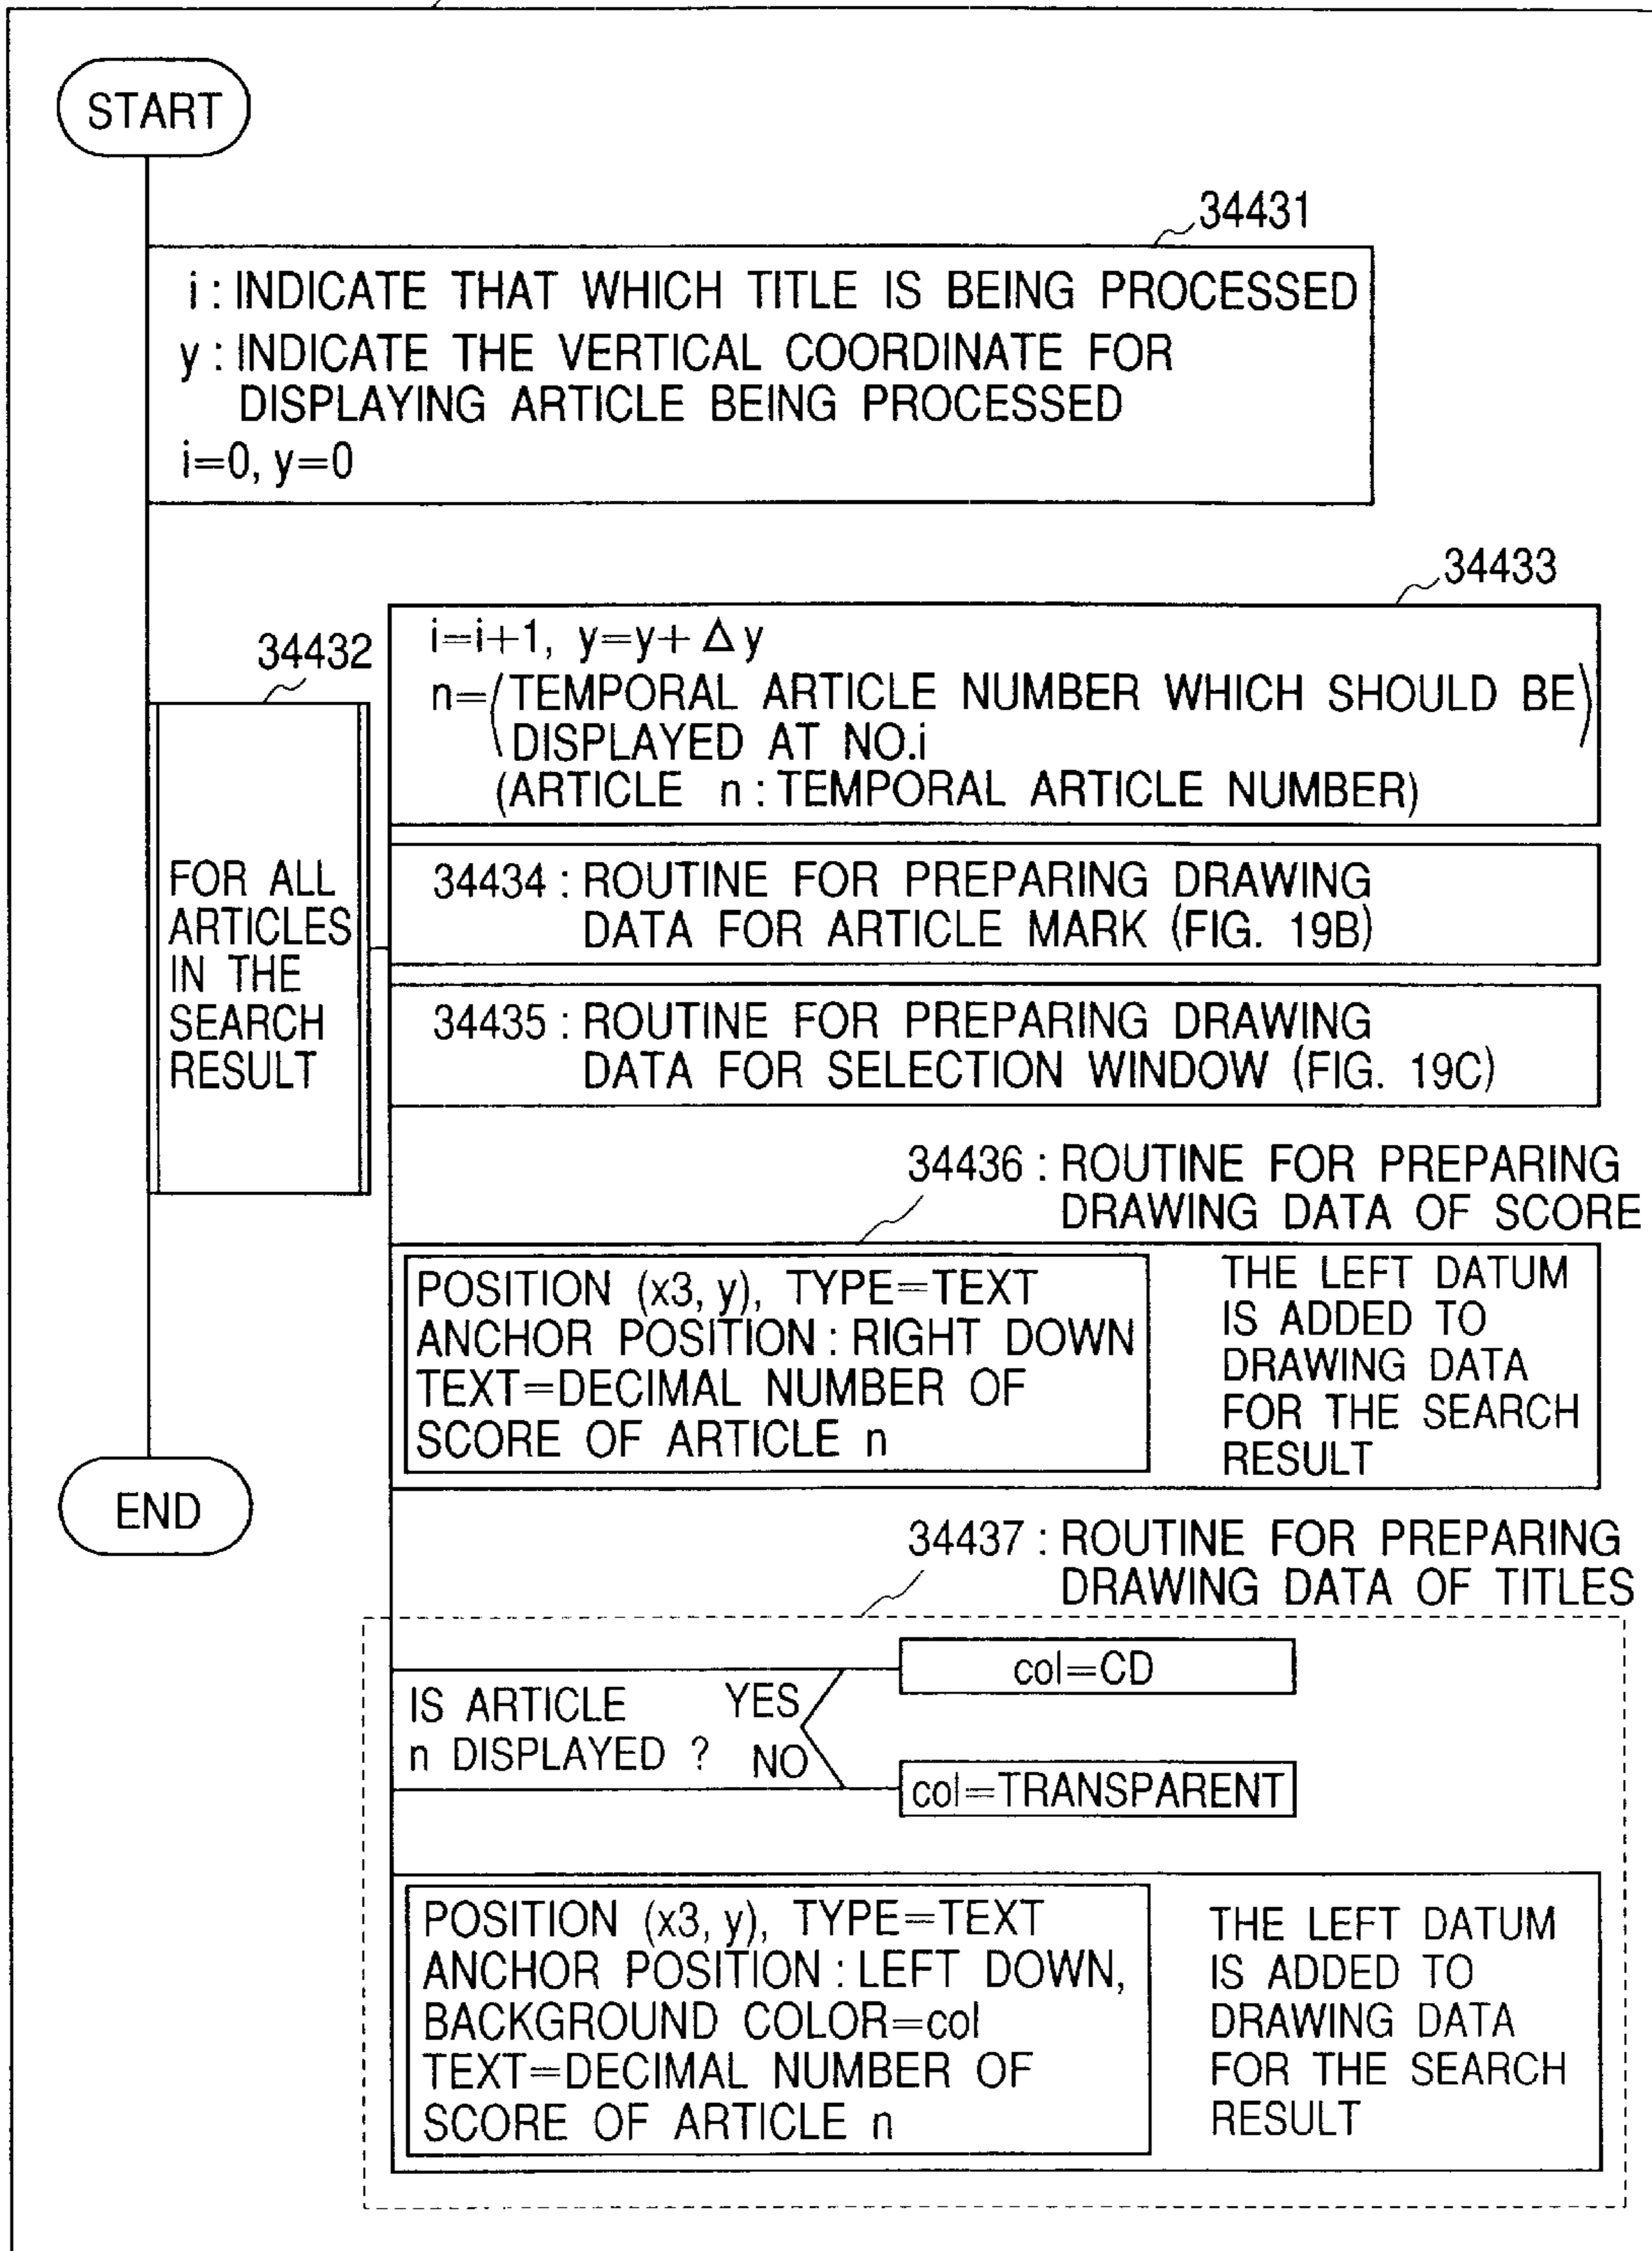 START
34431
i : INDICATE THAT WHICH TITLE IS BEING PROCESSED
y : INDICATE THE VERTICAL COORDINATE FOR
DISPLAYING ARTICLE BEING PROCESSED
i=0, y=0
34433
34432
i=i+1, y=y+Δy
n=(TEMPORAL ARTICLE NUMBER WHICH SHOULD BE
DISPLAYED AT NO.i)
(ARTICLE n : TEMPORAL ARTICLE NUMBER)
FOR ALL
ARTICLES
IN THE
SEARCH
RESULT
34434 : ROUTINE FOR PREPARING DRAWING
DATA FOR ARTICLE MARK (FIG. 19B)
34435 : ROUTINE FOR PREPARING DRAWING
DATA FOR SELECTION WINDOW (FIG. 19C)
34436 : ROUTINE FOR PREPARING
DRAWING DATA OF SCORE
POSITION (x3, y), TYPE=TEXT
ANCHOR POSITION : RIGHT DOWN
TEXT=DECIMAL NUMBER OF
SCORE OF ARTICLE n
THE LEFT DATUM
IS ADDED TO
DRAWING DATA
FOR THE SEARCH
RESULT
END
34437 : ROUTINE FOR PREPARING
DRAWING DATA OF TITLES
IS ARTICLE
n DISPLAYED ?
YES
NO
col=CD
col=TRANSPARENT
POSITION (x3, y), TYPE=TEXT
ANCHOR POSITION : LEFT DOWN,
BACKGROUND COLOR=col
TEXT=DECIMAL NUMBER OF
SCORE OF ARTICLE n
THE LEFT DATUM
IS ADDED TO
DRAWING DATA
FOR THE SEARCH
RESULT